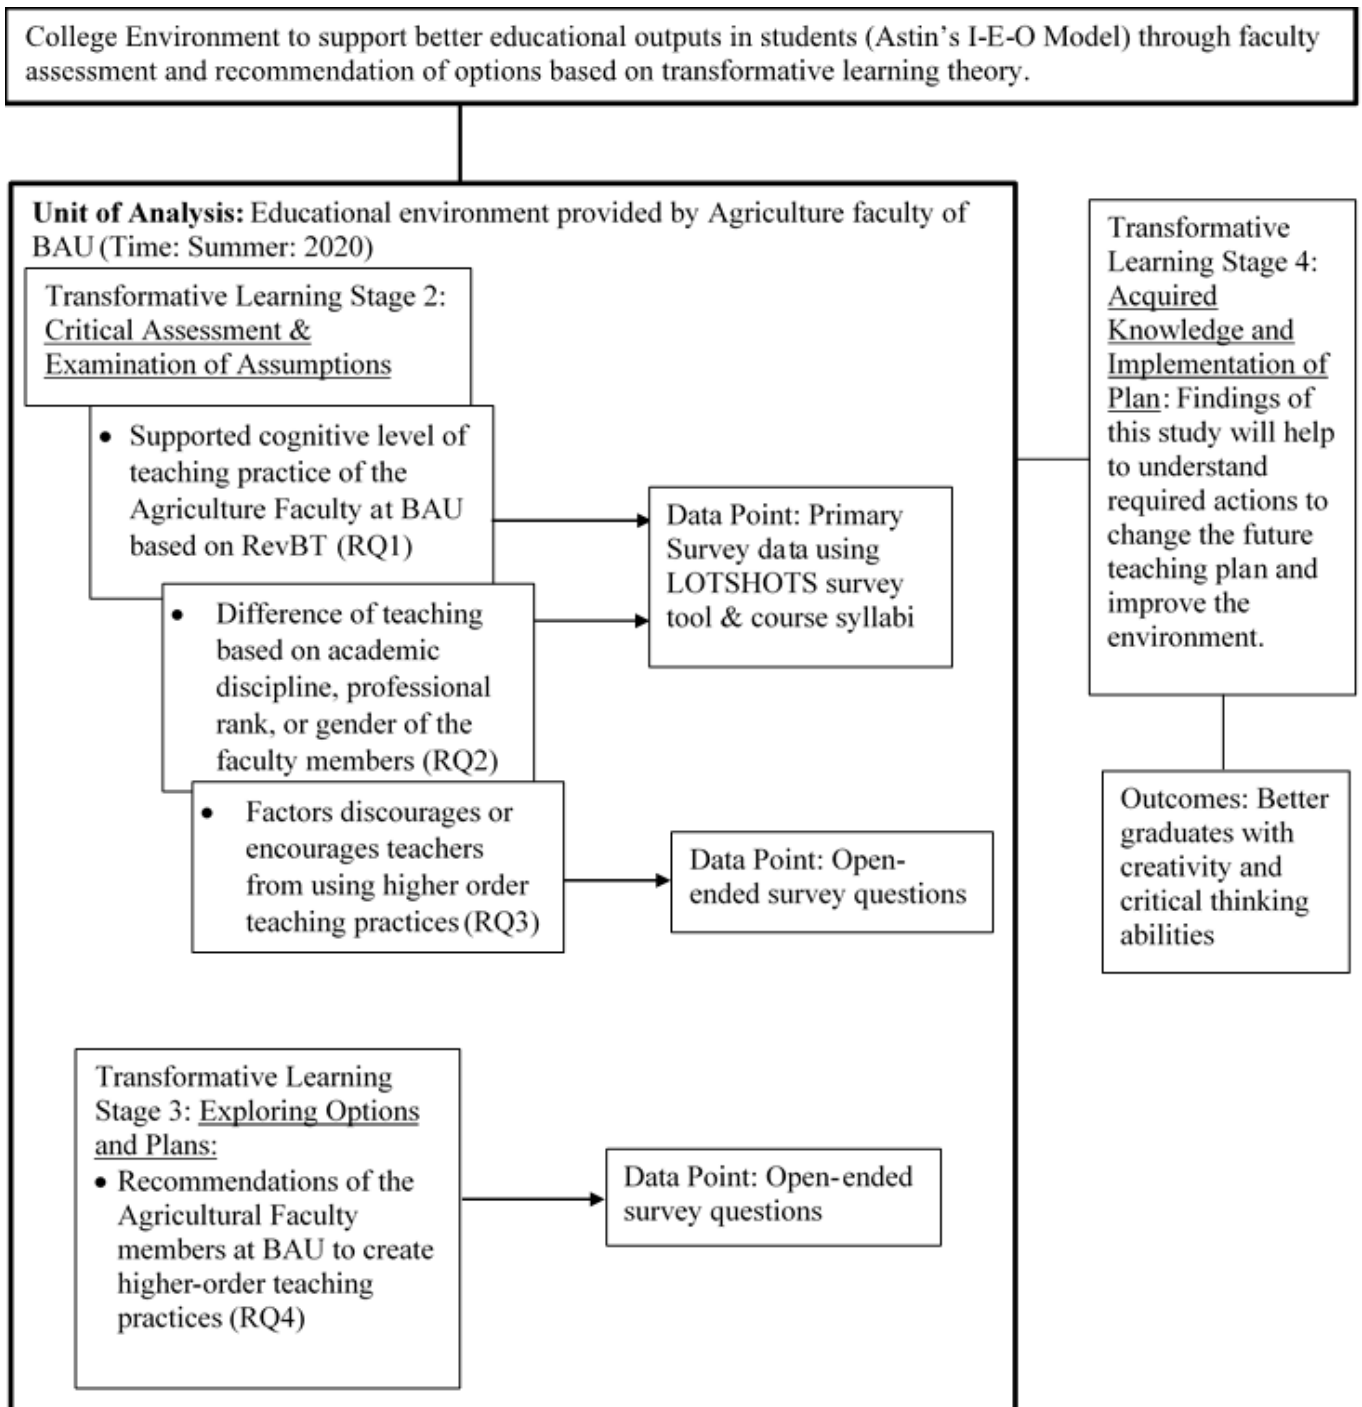 College Environment to support better educational outputs in students (Astin's I-E-O Model) through faculty
assessment and recommendation of options based on transformative learning theory.
Unit of Analysis: Educational environment provided by Agriculture faculty of
BAU (Time: Summer: 2020)
Transformative Learning Stage 2:
Critical Assessment &
Examination of Assumptions
• Supported cognitive level of
teaching practice of the
Agriculture Faculty at BAU
based on RevBT (RQ1)
• Difference of teaching
based on academic
discipline, professional
rank, or gender of the
faculty members (RQ2)
• Factors discourages or
encourages teachers
from using higher order
teaching practices (RQ3)
Data Point: Primary
Survey data using
LOTSHOTS survey
tool & course syllabi
Data Point: Open-
ended survey questions
Transformative Learning
Stage 3: Exploring Options
and Plans:
• Recommendations of the
Agricultural Faculty
members at BAU to create
higher-order teaching
practices (RQ4)
Data Point: Open-ended
survey questions
Transformative
Learning Stage 4:
Acquired
Knowledge and
Implementation of
Plan: Findings of
this study will help
to understand
required actions to
change the future
teaching plan and
improve the
environment.
Outcomes: Better
graduates with
creativity and
critical thinking
abilities